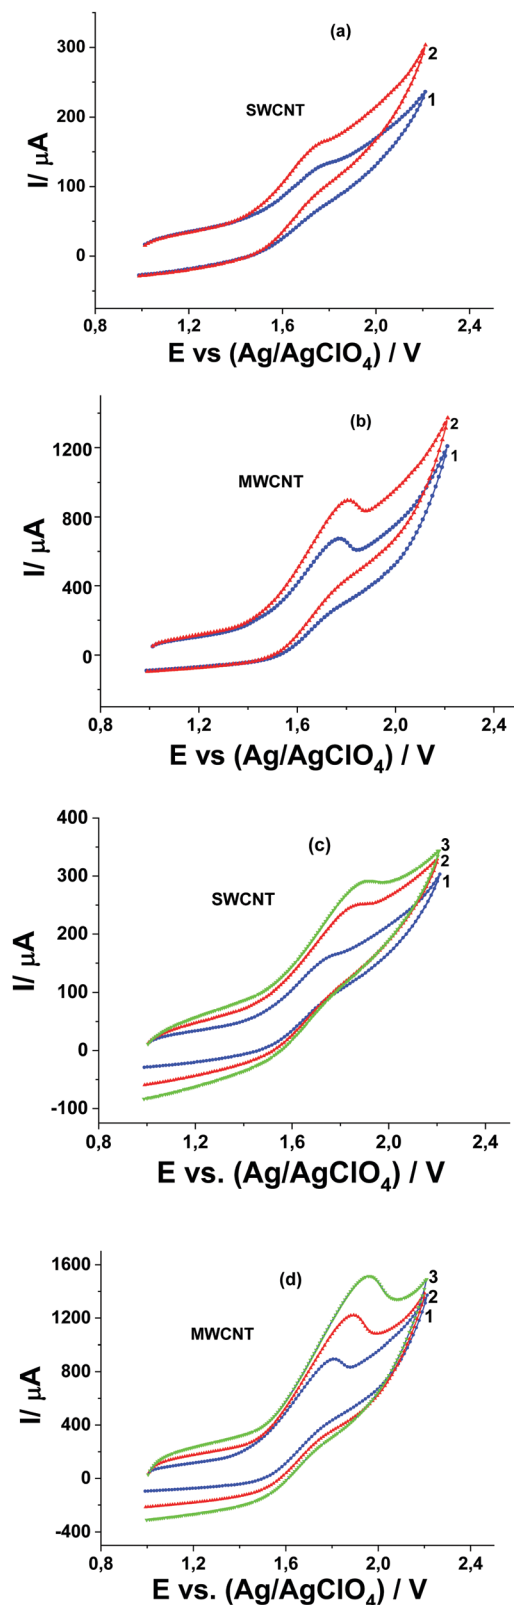 (a)
300
2
SWCNT
1
200
I/ μA
100
0
0,8 1,2 1,6 2,0 2,4
E vs (Ag/AgClO₄) / V
(b)
2
1200
1
MWCNT
800
I/ μA
400
0
0,8 1,2 1,6 2,0
E vs (Ag/AgClO₄) / V
400
(c)
3
2
300
1
SWCNT
200
I/ μA
100
0
-100
0,8 1,2 1,6 2,0 2,4
E vs. (Ag/AgClO₄) / V
1600
(d)
3
2
1200
1
MWCNT
800
I/ μA
400
0
-400
0,8 1,2 1,6 2,0 2,4
E vs. (Ag/AgClO₄) / V